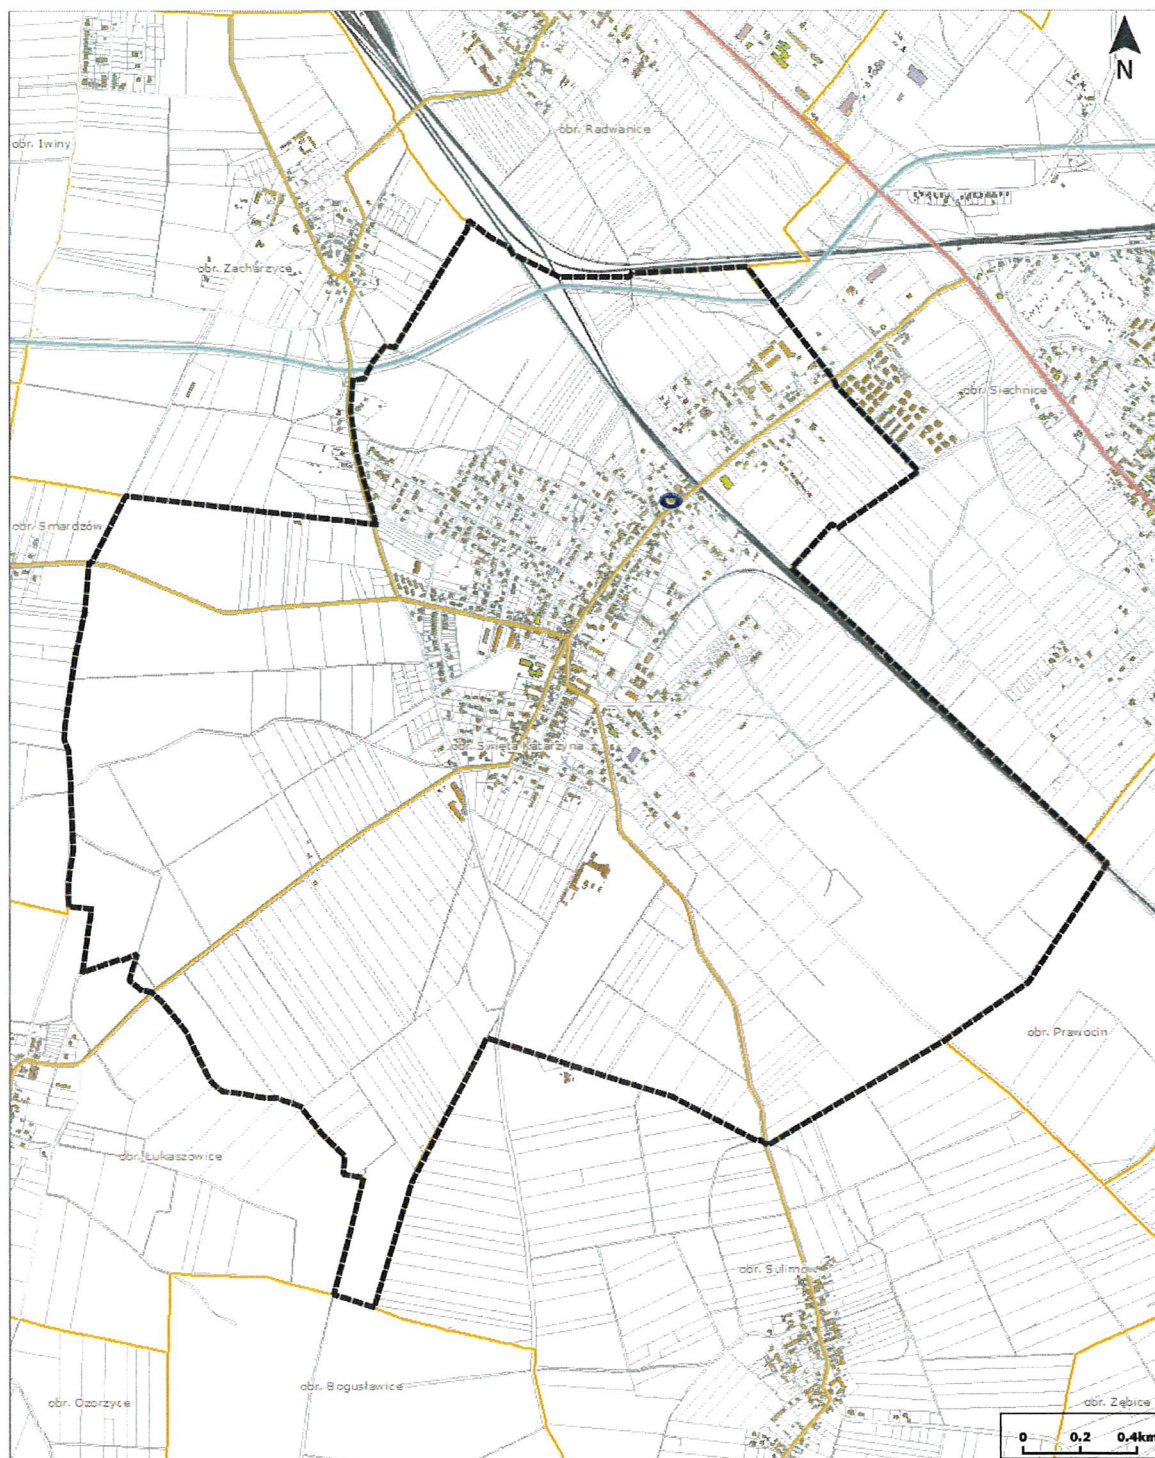 N
obr. Radwanice
obr. Iwiny
obr. Zacharzyce
obr. Siechnice
obr. Smardzów
obr. Święta Katarzyna
obr. Prawocin
obr. Łukaszowice
obr. Sulimów
obr. Bogusławice
obr. Ozorzyce
obr. Zębice
0 0.2 0.4km